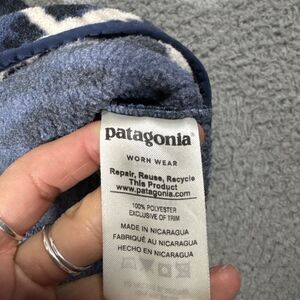 patagonia®
WORN WEAR
Repair, Reuse, Recycle
This Product
www.patagonia.com
100% POLYESTER
EXCLUSIVE OF TRIM
MADE IN NICARAGUA
FABRIQUÉ AU NICARAGUA
HECHO EN NICARAGUA